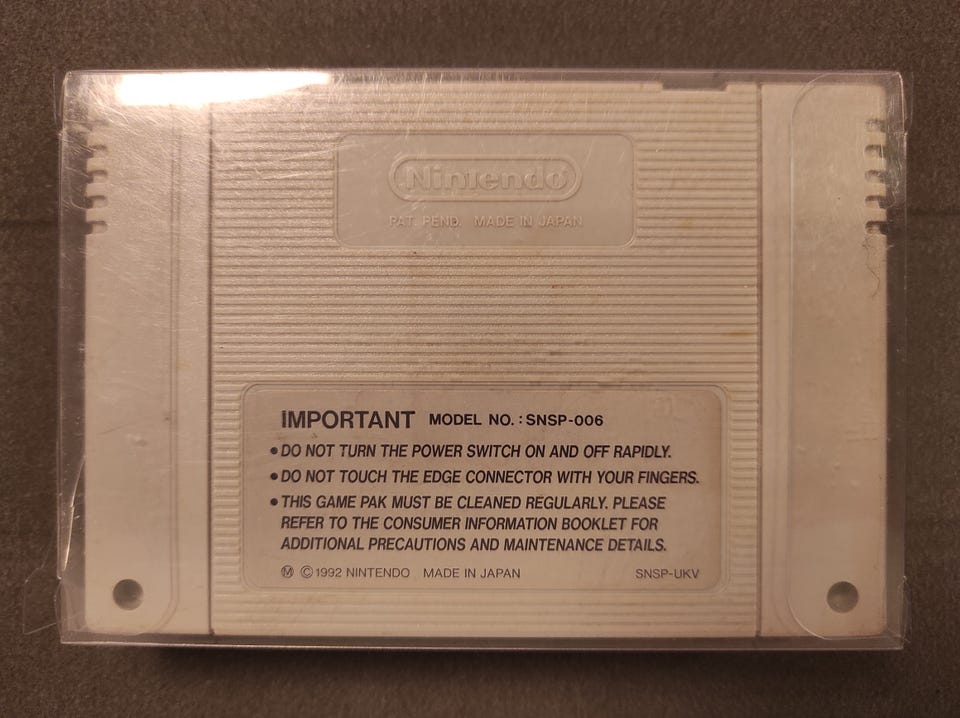 Nintendo
PAT. PEND. MADE IN JAPAN
IMPORTANT MODEL NO.: SNSP-006
•DO NOT TURN THE POWER SWITCH ON AND OFF RAPIDLY.
•DO NOT TOUCH THE EDGE CONNECTOR WITH YOUR FINGERS.
•THIS GAME PAK MUST BE CLEANED REGULARLY. PLEASE
REFER TO THE CONSUMER INFORMATION BOOKLET FOR
ADDITIONAL PRECAUTIONS AND MAINTENANCE DETAILS.
Ⓜ ©1992 NINTENDO MADE IN JAPAN SNSP-UKV